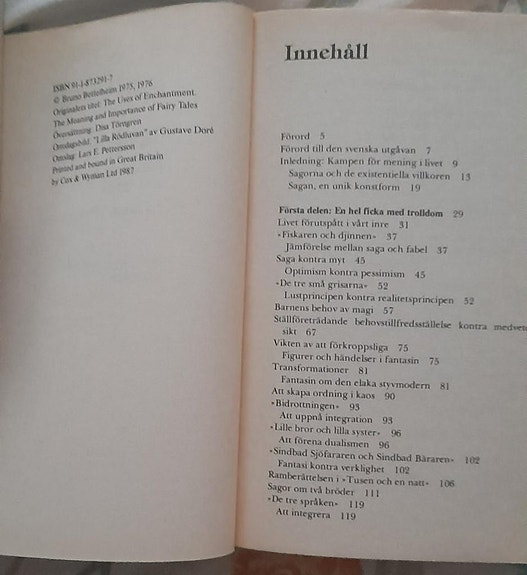 ISBN 91-1-873291-7
© Bruno Bettelheim 1975, 1976
Originalets titel: The Uses of Enchantment.
The Meaning and Importance of Fairy Tales
Översättning: Disa Törngren
Omslagsbild: "Lilla Rödluvan" av Gustave Doré
Omslag: Lars E. Pettersson
Printed and bound in Great Britain
by Cox & Wyman Ltd 1987
Innehåll
Förord 5
Förord till den svenska utgåvan 7
Inledning: Kampen för mening i livet 9
Sagorna och de existentiella villkoren 13
Sagan, en unik konstform 19
Första delen: En hel ficka med trolldom 29
Livet förutspått i vårt inre 31
»Fiskaren och djinnen» 37
Jämförelse mellan saga och fabel 37
Saga kontra myt 45
Optimism kontra pessimism 45
»De tre små grisarna» 52
Lustprincipen kontra realitetsprincipen 52
Barnens behov av magi 57
Ställföreträdande behovstillfredsställelse kontra medvet
sikt 67
Vikten av att förkroppsliga 75
Figurer och händelser i fantasin 75
Transformationer 81
Fantasin om den elaka styvmodern 81
Att skapa ordning i kaos 90
»Bidrottningen» 93
Att uppnå integration 93
»Lille bror och lilla syster» 96
Att förena dualismen 96
»Sindbad Sjöfararen och Sindbad Bäraren» 102
Fantasi kontra verklighet 102
Ramberättelsen i »Tusen och en natt» 106
Sagor om två bröder 111
»De tre språken» 119
Att integrera 119